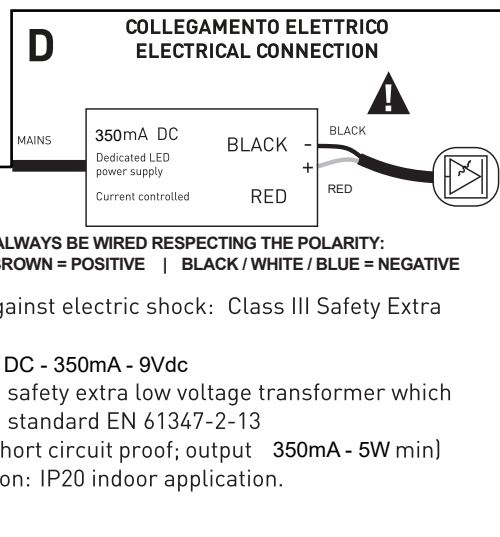 D
COLLEGAMENTO ELETTRICO
ELECTRICAL CONNECTION
MAINS
350mA DC
Dedicated LED
power supply
Current controlled
BLACK -
+
RED
BLACK
RED
ALWAYS BE WIRED RESPECTING THE POLARITY:
BROWN = POSITIVE | BLACK / WHITE / BLUE = NEGATIVE
gainst electric shock: Class III Safety Extra
DC - 350mA - 9Vdc
safety extra low voltage transformer which
standard EN 61347-2-13
hort circuit proof; output 350mA - 5W min)
on: IP20 indoor application.